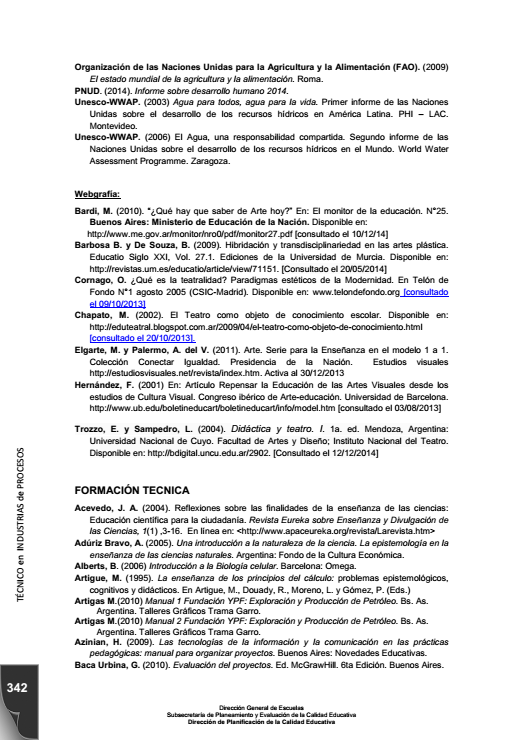 Organización de las Naciones Unidas para la Agricultura y la Alimentación (FAO). (2009)
El estado mundial de la agricultura y la alimentación. Roma.
PNUD. (2014). Informe sobre desarrollo humano 2014.
Unesco-WWAP. (2003) Agua para todos, agua para la vida. Primer informe de las Naciones
Unidas sobre el desarrollo de los recursos hídricos en América Latina. PHI – LAC.
Montevideo.
Unesco-WWAP. (2006) El Agua, una responsabilidad compartida. Segundo informe de las
Naciones Unidas sobre el desarrollo de los recursos hídricos en el Mundo. World Water
Assessment Programme. Zaragoza.
Webgrafía:
Bardi, M. (2010). "¿Qué hay que saber de Arte hoy?" En: El monitor de la educación. N°25.
Buenos Aires: Ministerio de Educación de la Nación. Disponible en:
http://www.me.gov.ar/monitor/nro0/pdf/monitor27.pdf [consultado el 10/12/14]
Barbosa B. y De Souza, B. (2009). Hibridación y transdisciplinariedad en las artes plástica.
Educatio Siglo XXI, Vol. 27.1. Ediciones de la Universidad de Murcia. Disponible en:
http://revistas.um.es/educatio/article/view/71151. [Consultado el 20/05/2014]
Cornago, O. ¿Qué es la teatralidad? Paradigmas estéticos de la Modernidad. En Telón de
Fondo N°1 agosto 2005 (CSIC-Madrid). Disponible en: www.telondefondo.org [consultado
el 09/10/2013]
Chapato, M. (2002). El Teatro como objeto de conocimiento escolar. Disponible en:
http://eduteatral.blogspot.com.ar/2009/04/el-teatro-como-objeto-de-conocimiento.html
[consultado el 20/10/2013].
Elgarte, M. y Palermo, A. del V. (2011). Arte. Serie para la Enseñanza en el modelo 1 a 1.
Colección Conectar Igualdad. Presidencia de la Nación. Estudios visuales
http://estudiosvisuales.net/revista/index.htm. Activa al 30/12/2013
Hernández, F. (2001) En: Artículo Repensar la Educación de las Artes Visuales desde los
estudios de Cultura Visual. Congreso ibérico de Arte-educación. Universidad de Barcelona.
http://www.ub.edu/boletineducart/boletineducart/info/model.htm [consultado el 03/08/2013]
Trozzo, E. y Sampedro, L. (2004). Didáctica y teatro. I. 1a. ed. Mendoza, Argentina:
Universidad Nacional de Cuyo. Facultad de Artes y Diseño; Instituto Nacional del Teatro.
Disponible en: http://bdigital.uncu.edu.ar/2902. [Consultado el 12/12/2014]
FORMACIÓN TECNICA
Acevedo, J. A. (2004). Reflexiones sobre las finalidades de la enseñanza de las ciencias:
Educación científica para la ciudadanía. Revista Eureka sobre Enseñanza y Divulgación de
las Ciencias, 1(1) ,3-16. En línea en: <http://www.apaceureka.org/revista/Larevista.htm>
Adúriz Bravo, A. (2005). Una introducción a la naturaleza de la ciencia. La epistemología en la
enseñanza de las ciencias naturales. Argentina: Fondo de la Cultura Económica.
Alberts, B. (2006) Introducción a la Biología celular. Barcelona: Omega.
Artigue, M. (1995). La enseñanza de los principios del cálculo: problemas epistemológicos,
cognitivos y didácticos. En Artigue, M., Douady, R., Moreno, L. y Gómez, P. (Eds.)
Artigas M.(2010) Manual 1 Fundación YPF: Exploración y Producción de Petróleo. Bs. As.
Argentina. Talleres Gráficos Trama Garro.
Artigas M.(2010) Manual 2 Fundación YPF: Exploración y Producción de Petróleo. Bs. As.
Argentina. Talleres Gráficos Trama Garro.
Azinian, H. (2009). Las tecnologías de la información y la comunicación en las prácticas
pedagógicas: manual para organizar proyectos. Buenos Aires: Novedades Educativas.
Baca Urbina, G. (2010). Evaluación del proyectos. Ed. McGrawHill. 6ta Edición. Buenos Aires.
TÉCNICO en INDUSTRIAS de PROCESOS
342
Dirección General de Escuelas
Subsecretaría de Planeamiento y Evaluación de la Calidad Educativa
Dirección de Planificación de la Calidad Educativa